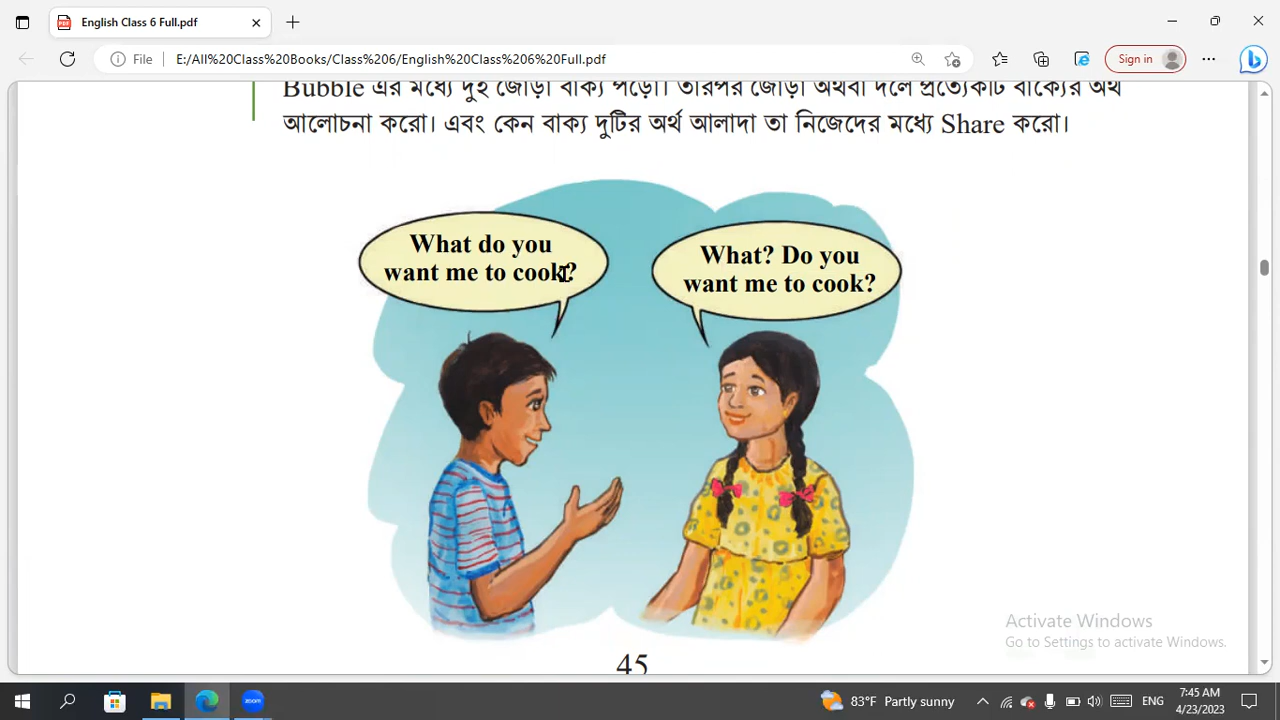 English Class 6 Full.pdf
File
E:/All%20Class%20Books/Class%206/English%20Class%206%20Full.pdf
Sign in
Bubble এর মধ্যে দুই জোড়া বাক্য পড়ো। তারপর জোড়া অথবা দলে প্রত্যেকটি বাক্যের অর্থ
আলোচনা করো। এবং কেন বাক্য দুটির অর্থ আলাদা তা নিজেদের মধ্যে Share করো।
What do you
want me to cook?
What? Do you
want me to cook?
45
Activate Windows
Go to Settings to activate Windows.
zoom
83°F Partly sunny
ENG
7:45 AM
4/23/2023